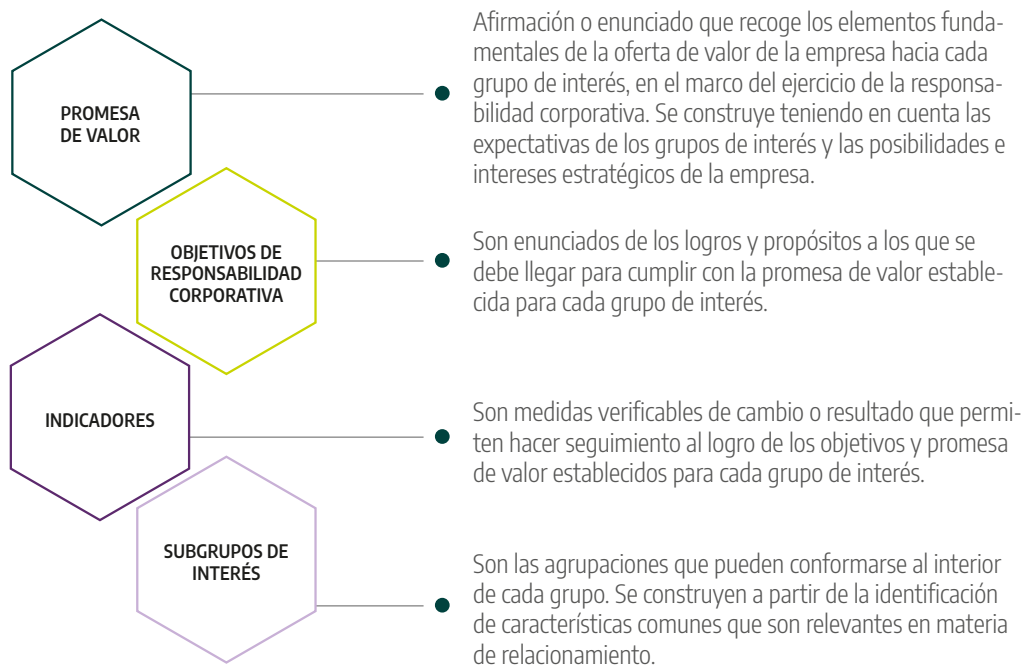 PROMESA
DE VALOR
Afirmación o enunciado que recoge los elementos funda-
mentales de la oferta de valor de la empresa hacia cada
grupo de interés, en el marco del ejercicio de la responsa-
bilidad corporativa. Se construye teniendo en cuenta las
expectativas de los grupos de interés y las posibilidades e
intereses estratégicos de la empresa.
OBJETIVOS DE
RESPONSABILIDAD
CORPORATIVA
Son enunciados de los logros y propósitos a los que se
debe llegar para cumplir con la promesa de valor estable-
cida para cada grupo de interés.
INDICADORES
Son medidas verificables de cambio o resultado que permi-
ten hacer seguimiento al logro de los objetivos y promesa
de valor establecidos para cada grupo de interés.
SUBGRUPOS DE
INTERÉS
Son las agrupaciones que pueden conformarse al interior
de cada grupo. Se construyen a partir de la identificación
de características comunes que son relevantes en materia
de relacionamiento.